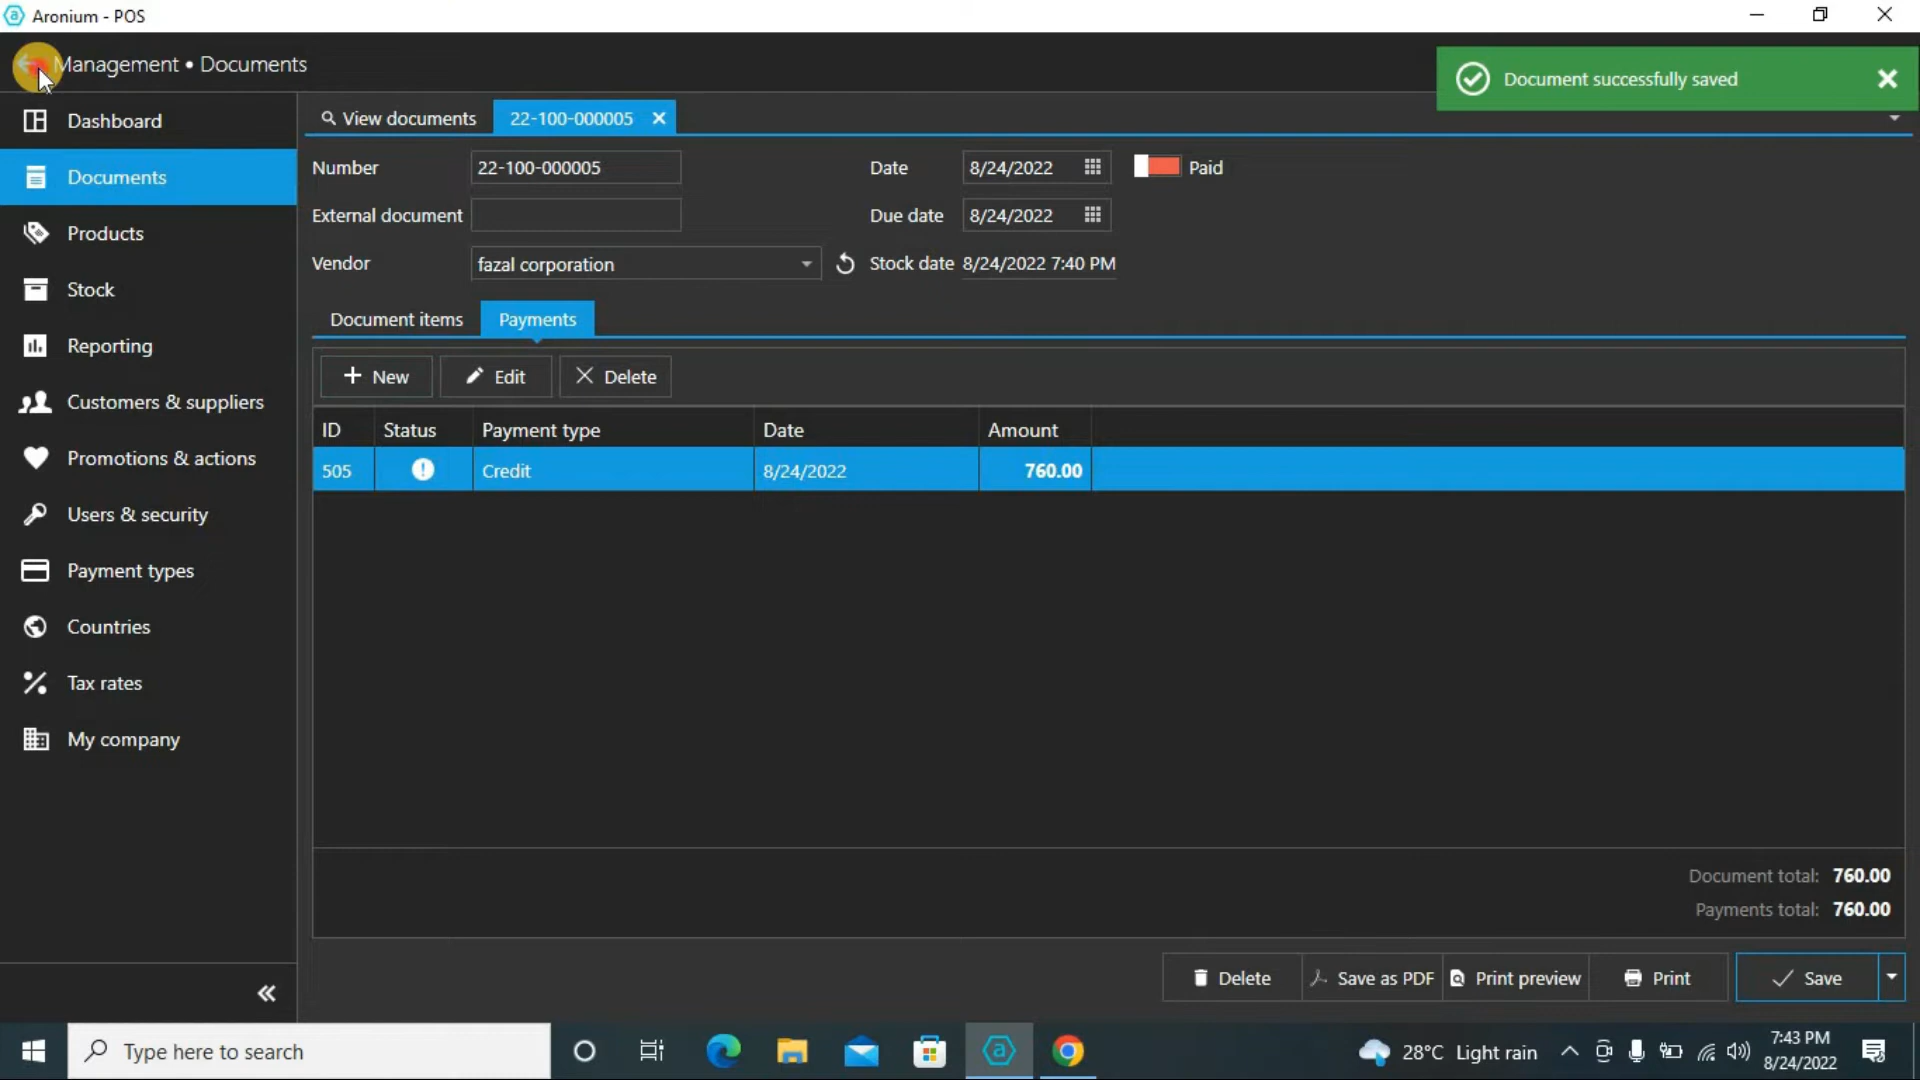 Aronium - POS
Management • Documents
Document successfully saved
Dashboard
Documents
Products
Stock
Reporting
Customers & suppliers
Promotions & actions
Users & security
Payment types
Countries
Tax rates
My company
View documents
22-100-000005
Number
22-100-000005
Date
8/24/2022
Paid
External document
Due date
8/24/2022
Vendor
fazal corporation
Stock date 8/24/2022 7:40 PM
Document items
Payments
New
Edit
Delete
ID Status Payment type Date Amount
505 Credit 8/24/2022 760.00
Document total: 760.00
Payments total: 760.00
Delete
Save as PDF
Print preview
Print
Save
Type here to search
28°C Light rain
7:43 PM
8/24/2022